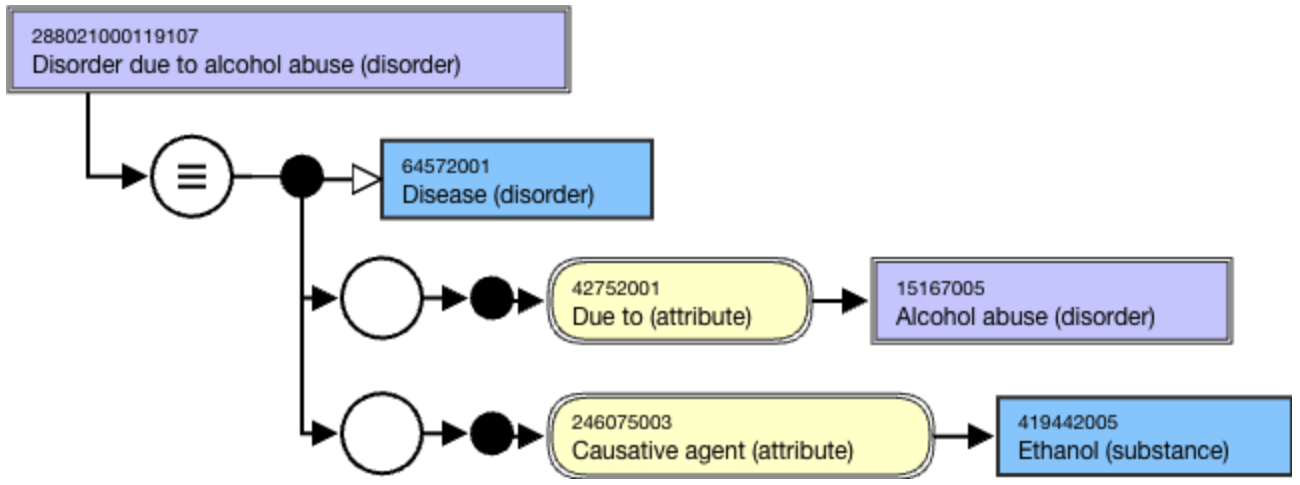 288021000119107
Disorder due to alcohol abuse (disorder)
64572001
Disease (disorder)
42752001
Due to (attribute)
15167005
Alcohol abuse (disorder)
246075003
Causative agent (attribute)
419442005
Ethanol (substance)